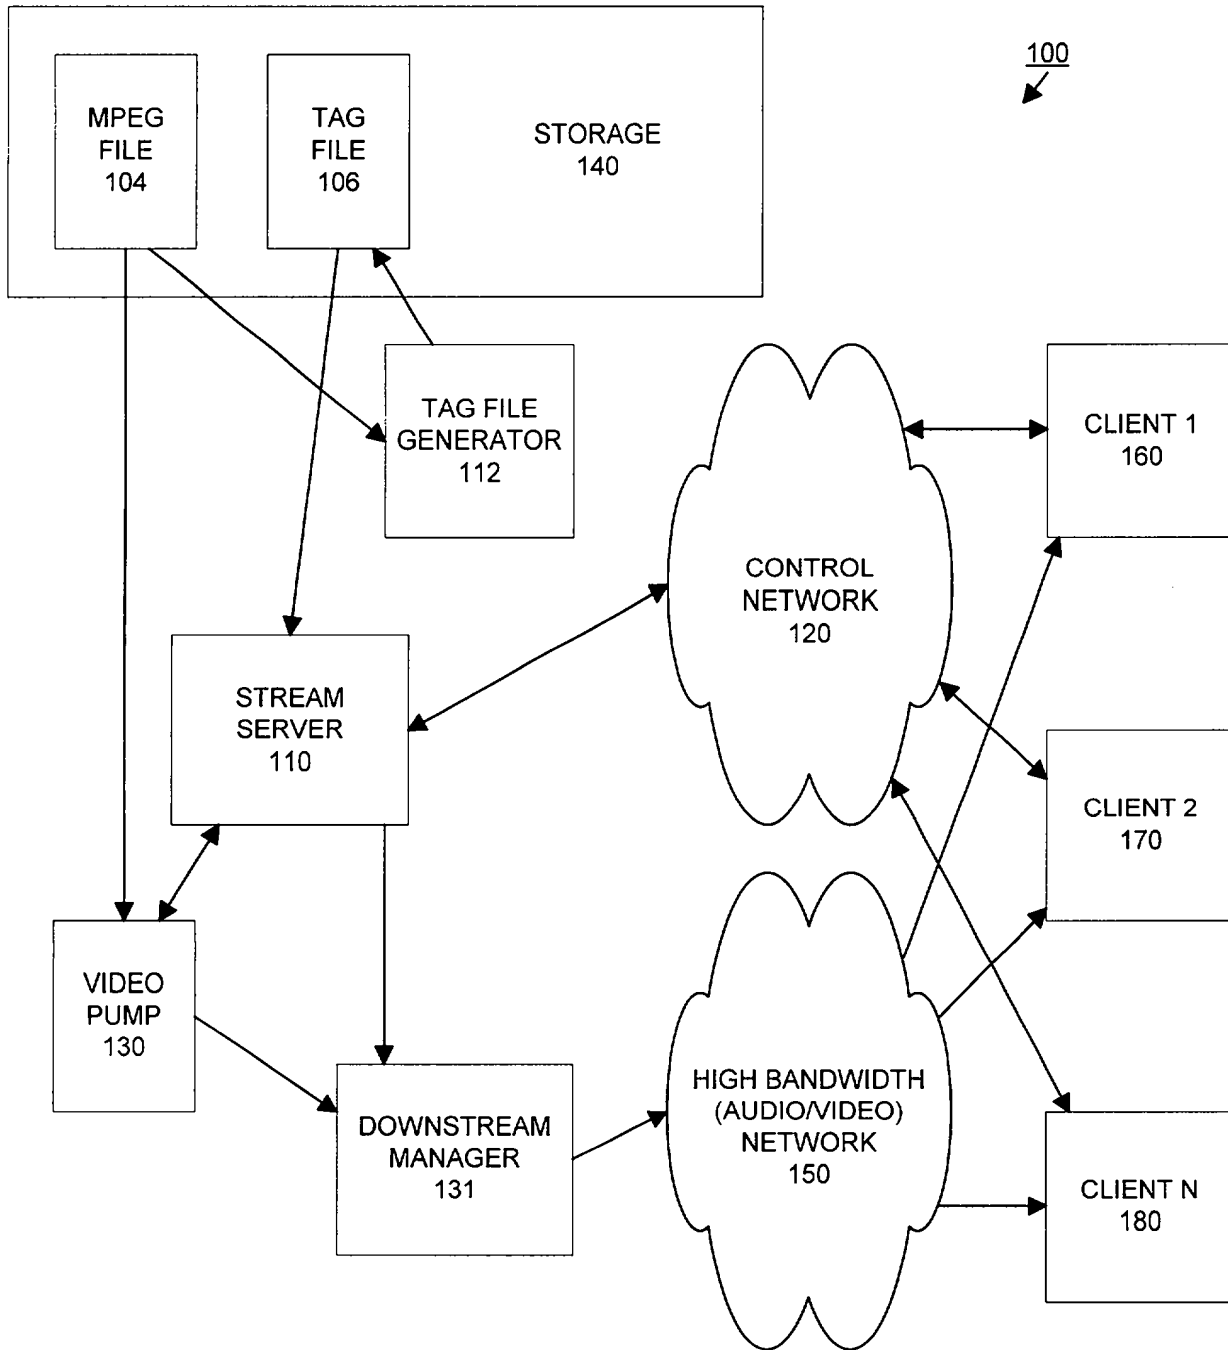 100
MPEG
FILE
104
TAG
FILE
106
STORAGE
140
TAG FILE
GENERATOR
112
CLIENT 1
160
CONTROL
NETWORK
120
STREAM
SERVER
110
CLIENT 2
170
VIDEO
PUMP
130
HIGH BANDWIDTH
(AUDIO/VIDEO)
NETWORK
150
DOWNSTREAM
MANAGER
131
CLIENT N
180